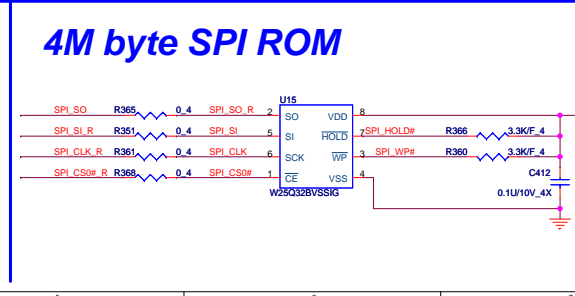 4M byte SPI ROM
U15
SPI_SO R365 0_4 SPI_SO_R 2 SO VDD 8
SPI_SI_R R351 0_4 SPI_SI 5 SI HOLD 7 SPI_HOLD# R366 3.3K/F_4
SPI_CLK_R R361 0_4 SPI_CLK 6 SCK WP 3 SPI_WP# R360 3.3K/F_4
SPI_CS0#_R R368 0_4 SPI_CS0# 1 CE VSS 4
C412
W25Q32BVSSIG
0.1U/10V_4X